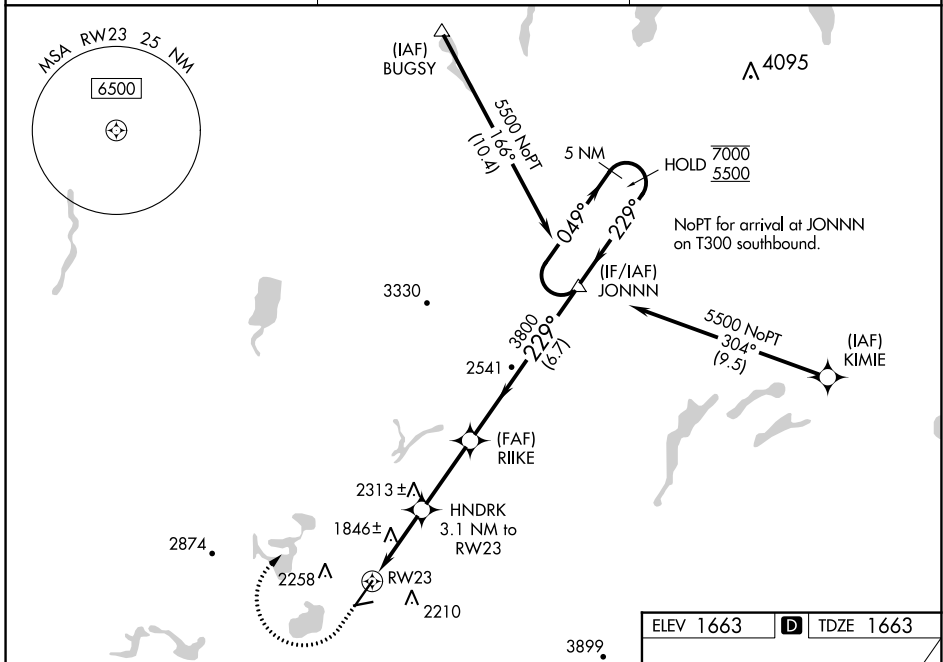 MSA RW23 25 NM
6500
(IAF)
BUGSY
5500 NoPT
166°
(10.4)
4095
5 NM
HOLD 7000
5500
049°
229°
NoPT for arrival at JONNN
on T300 southbound.
(IF/IAF)
JONNN
3330
3800
229°
(6.7)
5500 NoPT
304°
(9.5)
(IAF)
KIMIE
2541
(FAF)
RIIKE
2313 ±
HNDRK
3.1 NM to
RW23
1846 ±
2874
2258
RW23
2210
ELEV 1663 D TDZE 1663
3899